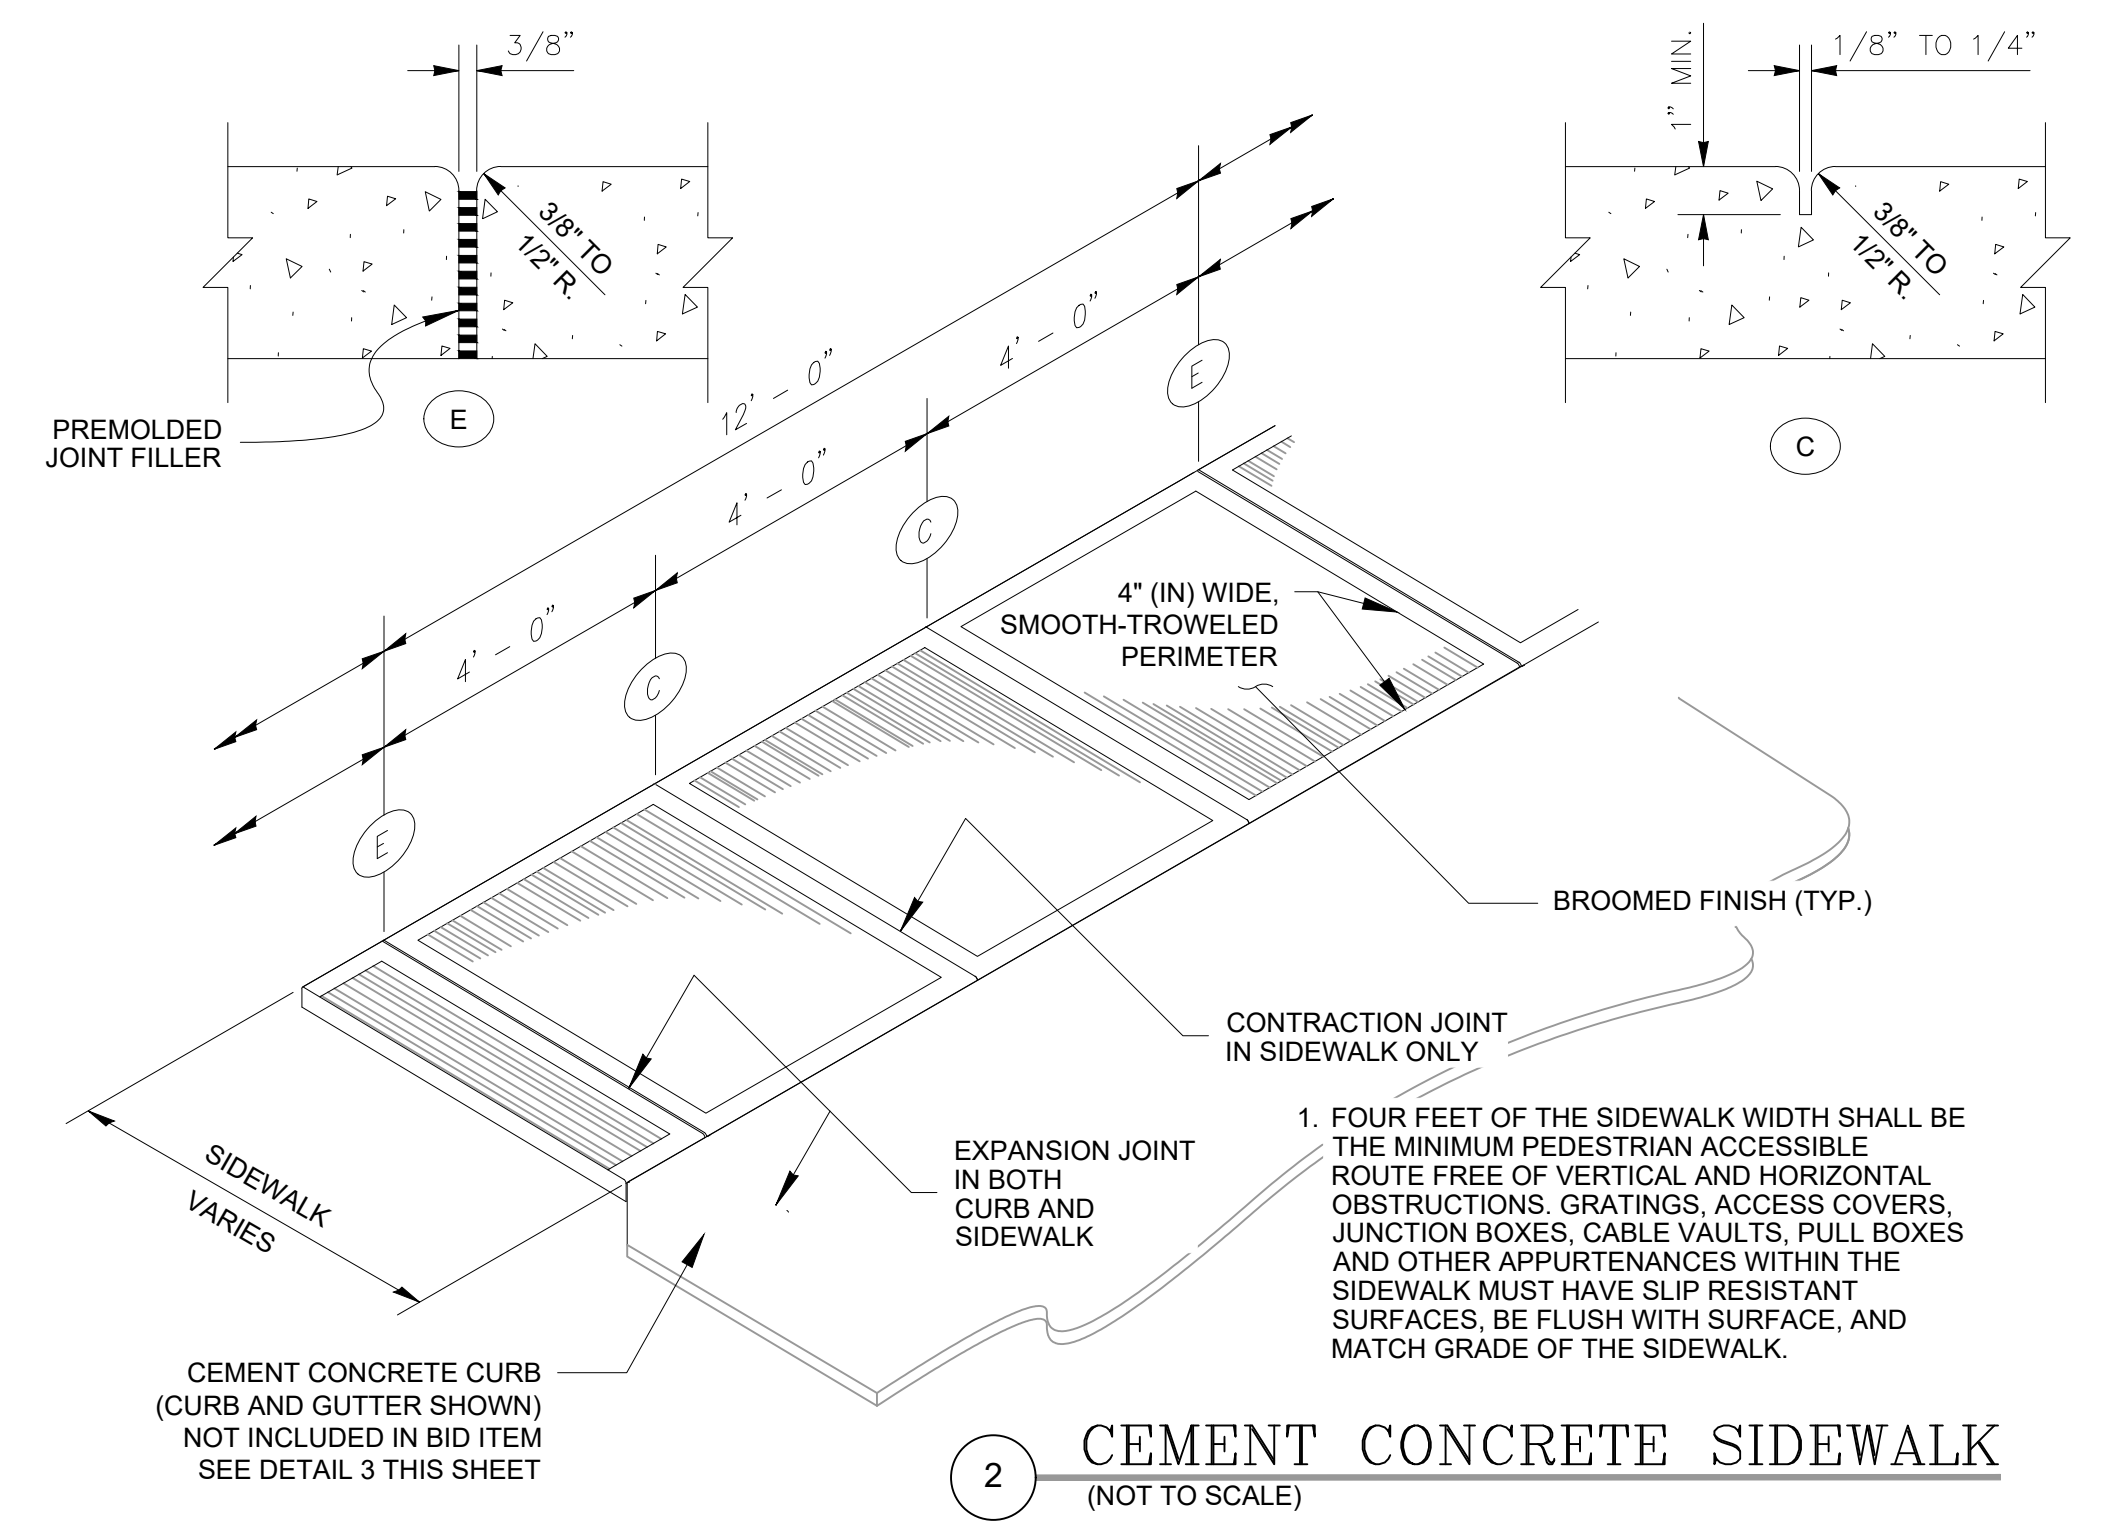 3/8”
1” MIN.
1/8” TO 1/4”
3/8" TO
1/2" R.
3/8" TO
1/2" R.
PREMOLDED
JOINT FILLER
E
C
12’ – 0”
4’ – 0”
4’ – 0”
4’ – 0”
E
C
C
E
4" (IN) WIDE,
SMOOTH-TROWELED
PERIMETER
BROOMED FINISH (TYP.)
CONTRACTION JOINT
IN SIDEWALK ONLY
EXPANSION JOINT
IN BOTH
CURB AND
SIDEWALK
SIDEWALK
VARIES
1. FOUR FEET OF THE SIDEWALK WIDTH SHALL BE
THE MINIMUM PEDESTRIAN ACCESSIBLE
ROUTE FREE OF VERTICAL AND HORIZONTAL
OBSTRUCTIONS. GRATINGS, ACCESS COVERS,
JUNCTION BOXES, CABLE VAULTS, PULL BOXES
AND OTHER APPURTENANCES WITHIN THE
SIDEWALK MUST HAVE SLIP RESISTANT
SURFACES, BE FLUSH WITH SURFACE, AND
MATCH GRADE OF THE SIDEWALK.
CEMENT CONCRETE CURB
(CURB AND GUTTER SHOWN)
NOT INCLUDED IN BID ITEM
SEE DETAIL 3 THIS SHEET
2
CEMENT CONCRETE SIDEWALK
(NOT TO SCALE)